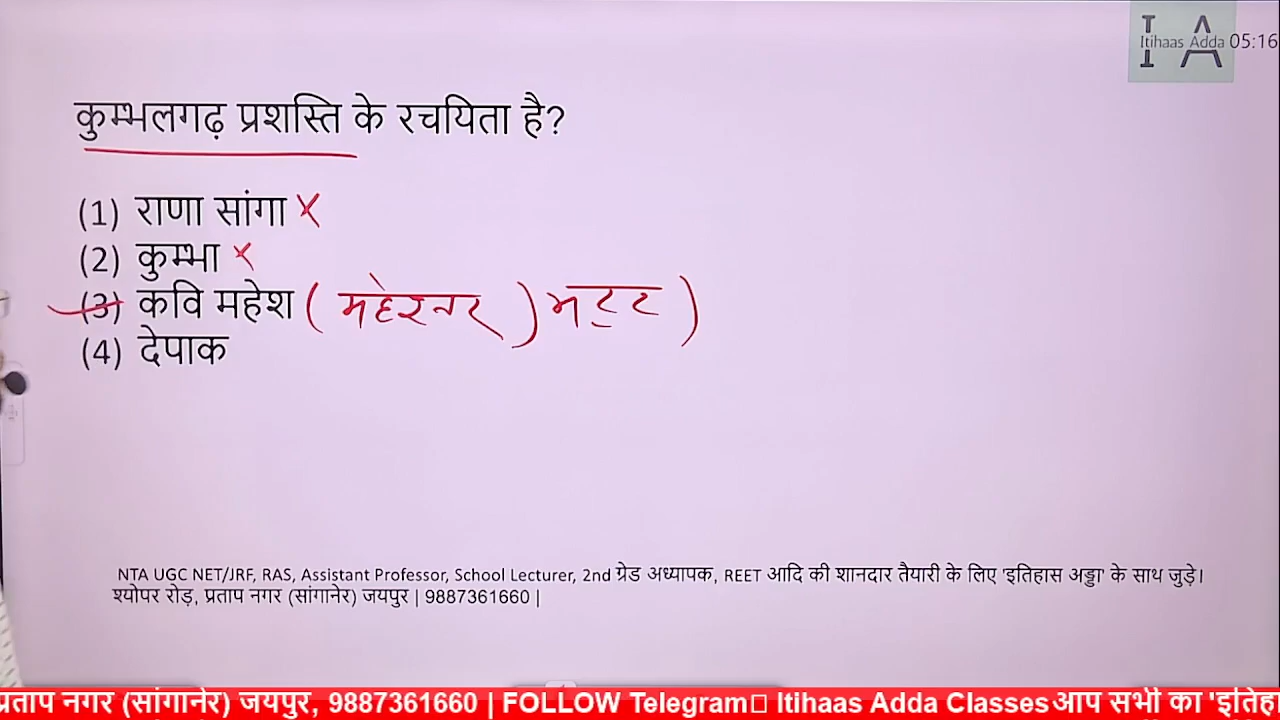 I A
Itihaas Adda 05:16
कुम्भलगढ़ प्रशस्ति के रचयिता है?
(1) राणा सांगा X
(2) कुम्भा X
(3) कवि महेश ( ) भट्ट )
(4) देपाक
NTA UGC NET/JRF, RAS, Assistant Professor, School Lecturer, 2nd ग्रेड अध्यापक, REET आदि की शानदार तैयारी के लिए 'इतिहास अड्डा' के साथ जुड़े।
श्योपर रोड़, प्रताप नगर (सांगानेर) जयपुर | 9887361660 |
प्रताप नगर (सांगानेर) जयपुर, 9887361660 | FOLLOW Telegram Itihaas Adda Classes आप सभी का 'इतिह